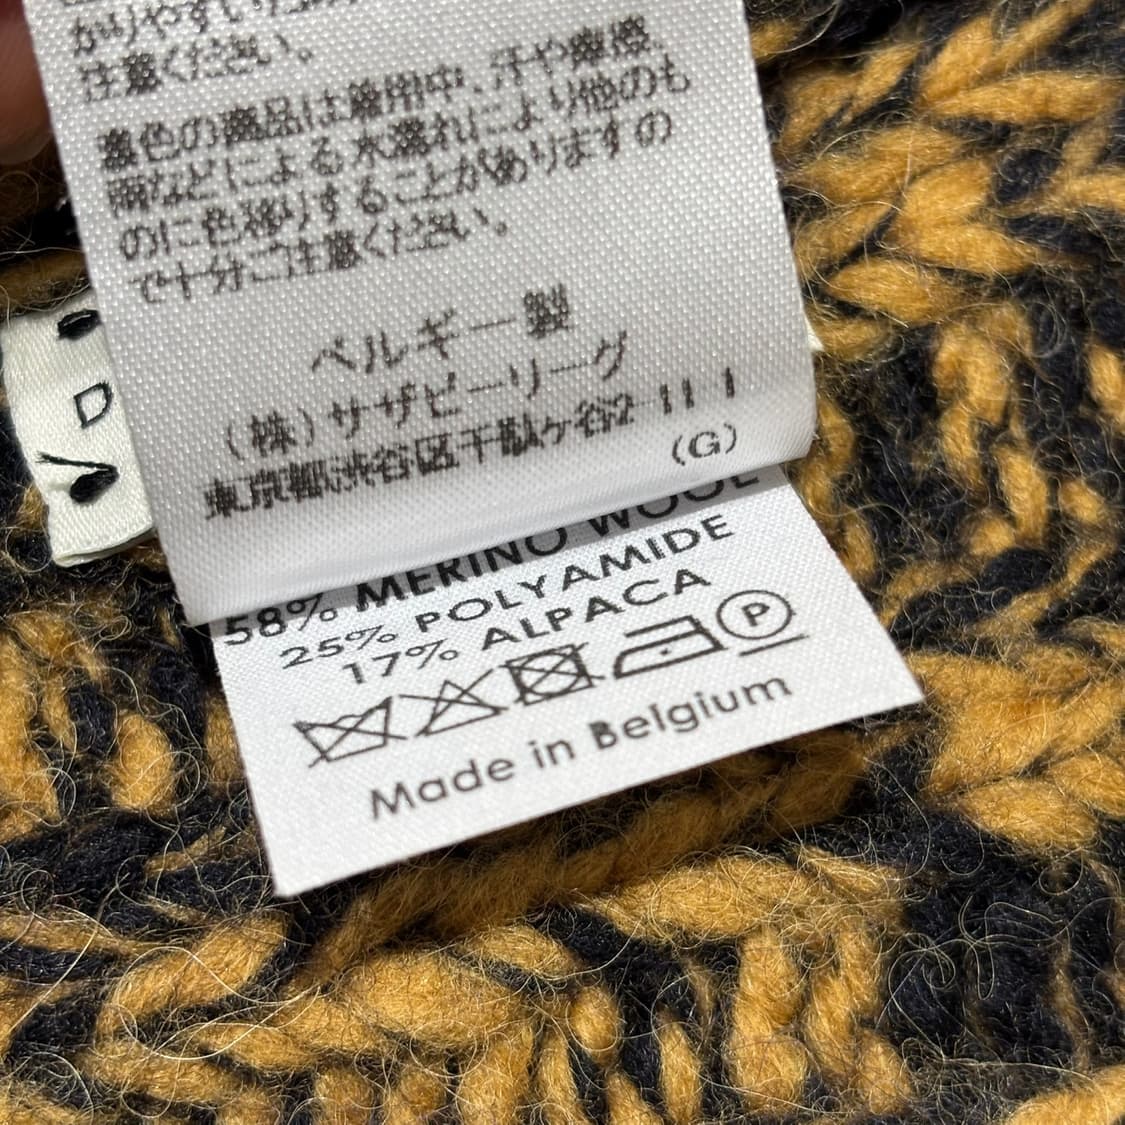 かりやすい
注意ください。
濃色の商品は着用中、汗や摩擦、
雨などによる水濡れにより他のも
のに色移りすることがありますの
で十分ご注意ください。
ベルギー製
(株)サザビーリーグ
東京都渋谷区千駄ヶ谷2-11-1
(G)
58% MERINO WOOL
25% POLYAMIDE
17% ALPACA
P
Made in Belgium